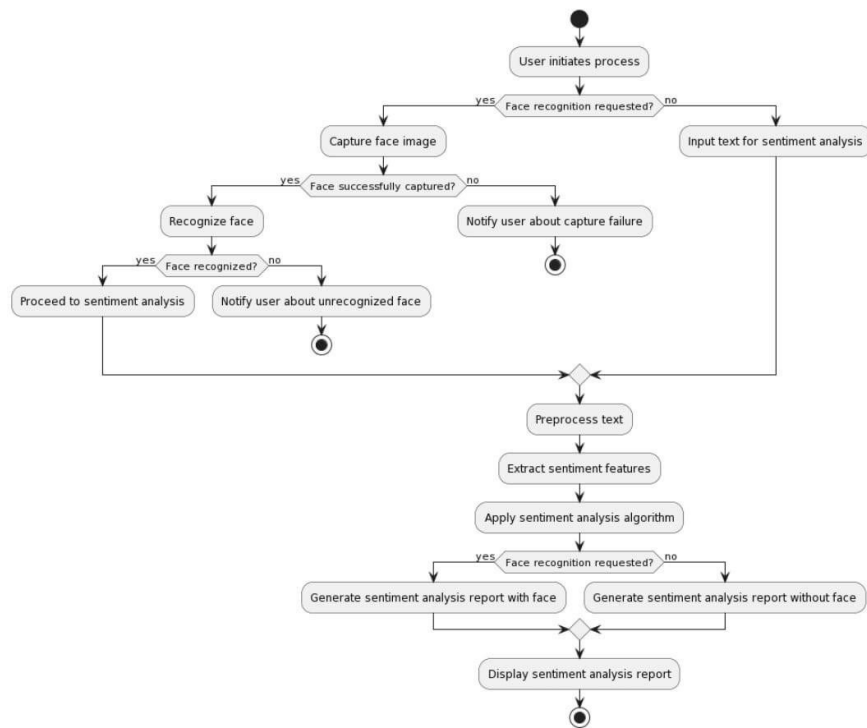 User initiates process
yes
Face recognition requested?
no
Capture face image
Input text for sentiment analysis
yes
Face successfully captured?
no
Recognize face
Notify user about capture failure
yes
Face recognized?
no
Proceed to sentiment analysis
Notify user about unrecognized face
Preprocess text
Extract sentiment features
Apply sentiment analysis algorithm
yes
Face recognition requested?
no
Generate sentiment analysis report with face
Generate sentiment analysis report without face
Display sentiment analysis report